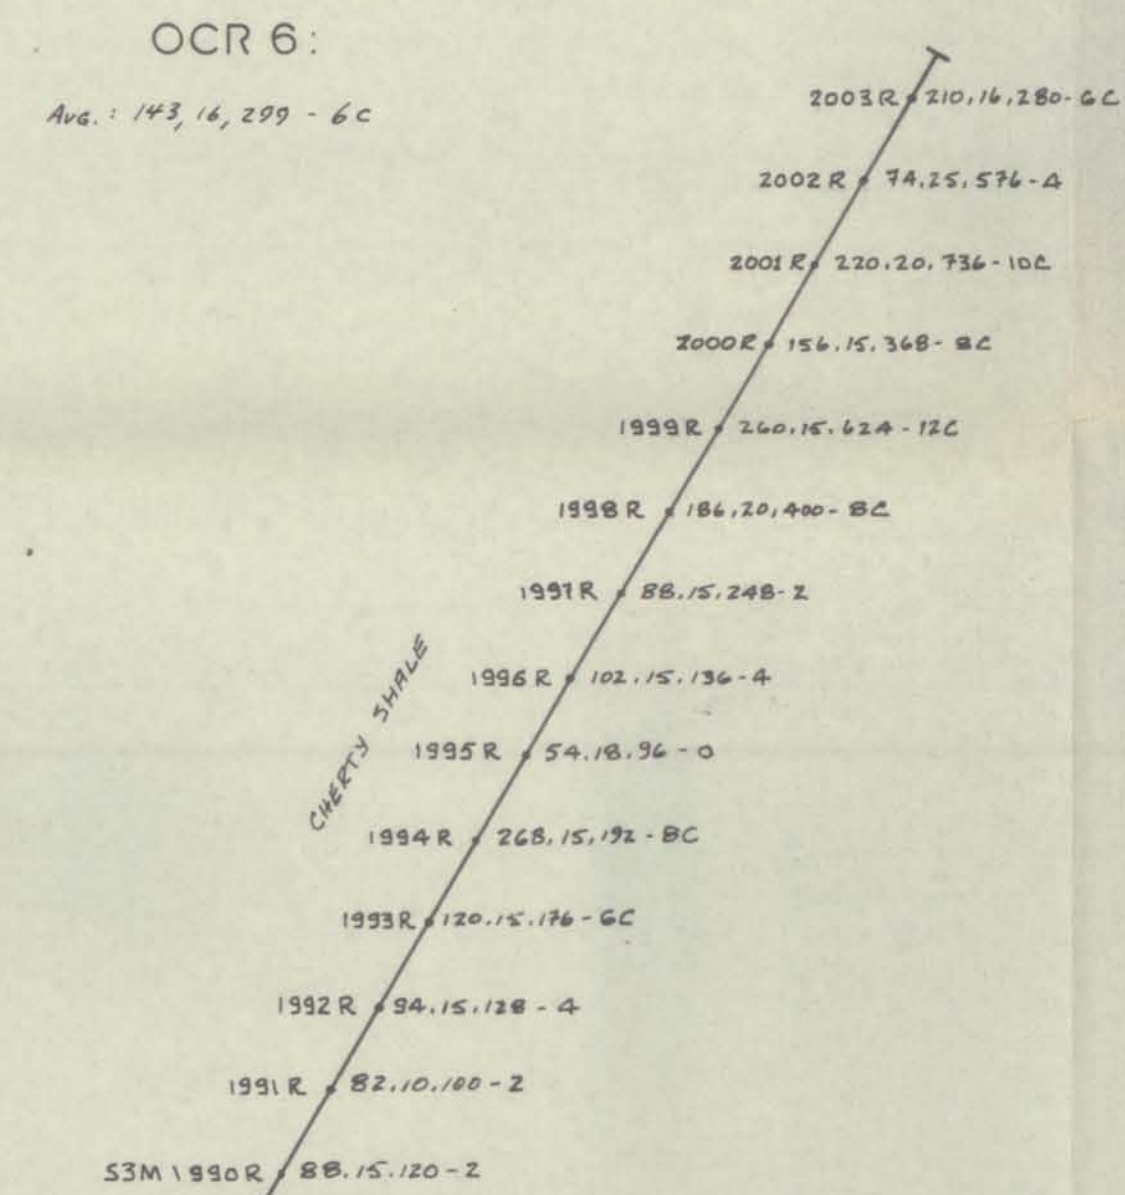 OCR 6:
AVG.: 143, 16, 299 - 6C
2003R 210,16,280-6C
2002R 74,25,576-4
2001R 220,20,736-10C
2000R 156,15,368-8C
1999R 260,15,624-12C
1998R 186,20,400-8C
1997R 88,15,248-2
1996R 102,15,136-4
CHERTY SHALE
1995R 54,18,96-0
1994R 268,15,192-8C
1993R 120,15,176-6C
1992R 94,15,128-4
1991R 82,10,100-2
S3M 1990R 88,15,120-2